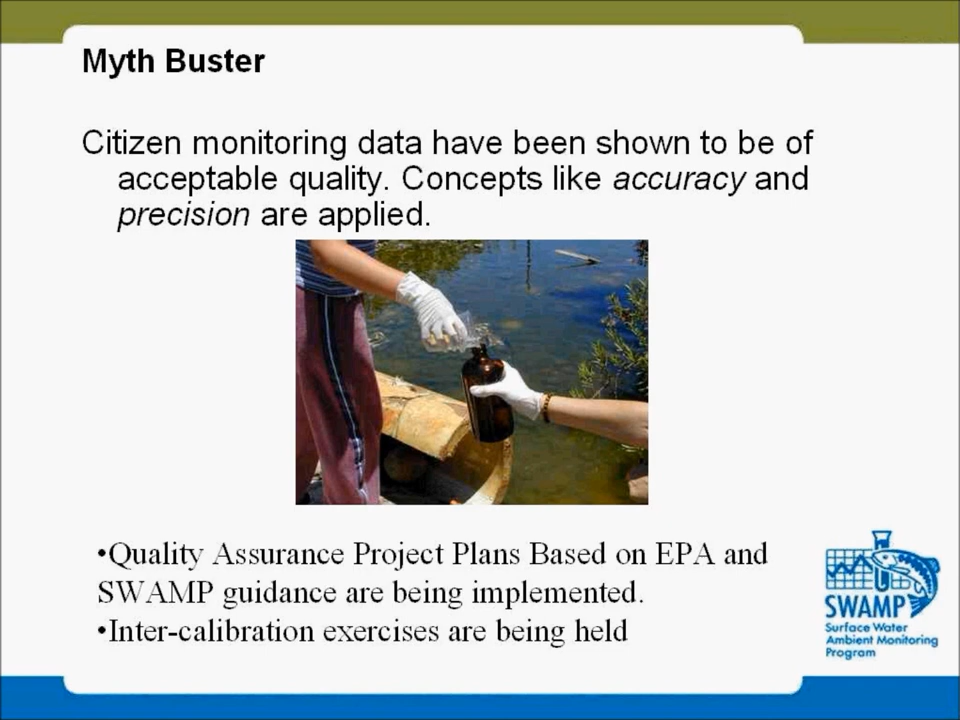 Myth Buster
Citizen monitoring data have been shown to be of
acceptable quality. Concepts like accuracy and
precision are applied.
•Quality Assurance Project Plans Based on EPA and
SWAMP guidance are being implemented.
•Inter-calibration exercises are being held
SWAMP
Surface Water
Ambient Monitoring
Program